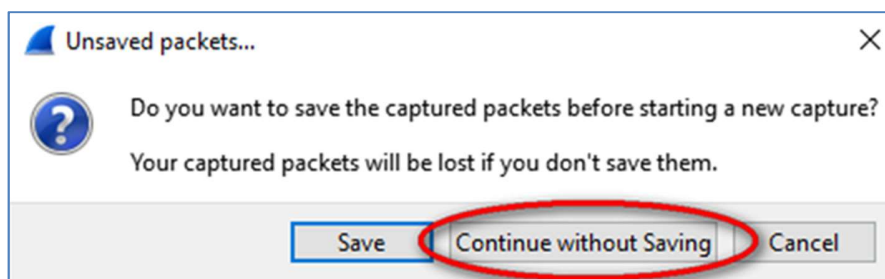 Unsaved packets...
Do you want to save the captured packets before starting a new capture?
Your captured packets will be lost if you don't save them.
Save Continue without Saving Cancel